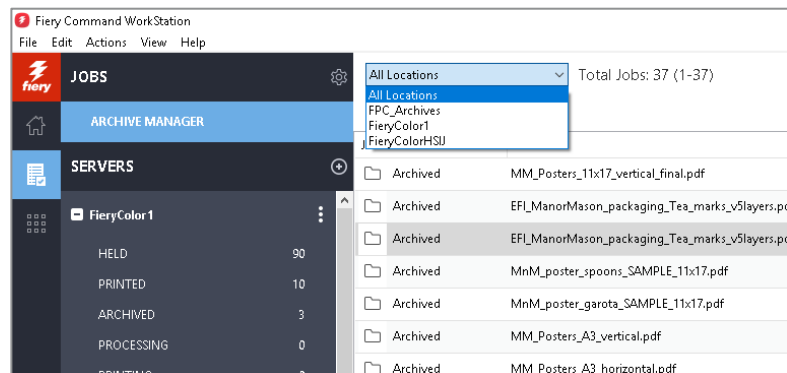 Fiery Command WorkStation
File Edit Actions View Help
fiery
JOBS
ARCHIVE MANAGER
SERVERS
FieryColor1
HELD 90
PRINTED 10
ARCHIVED 3
PROCESSING 0
All Locations
Total Jobs: 37 (1-37)
All Locations
FPC_Archives
FieryColor1
FieryColorHSIJ
Archived MM_Posters_11x17_vertical_final.pdf
Archived EFI_ManorMason_packaging_Tea_marks_v5layers.pd
Archived EFI_ManorMason_packaging_Tea_marks_v5layers.pd
Archived MnM_poster_spoons_SAMPLE_11x17.pdf
Archived MnM_poster_garota_SAMPLE_11x17.pdf
Archived MM_Posters_A3_vertical.pdf
Archived MM_Posters_A3_horizontal.pdf